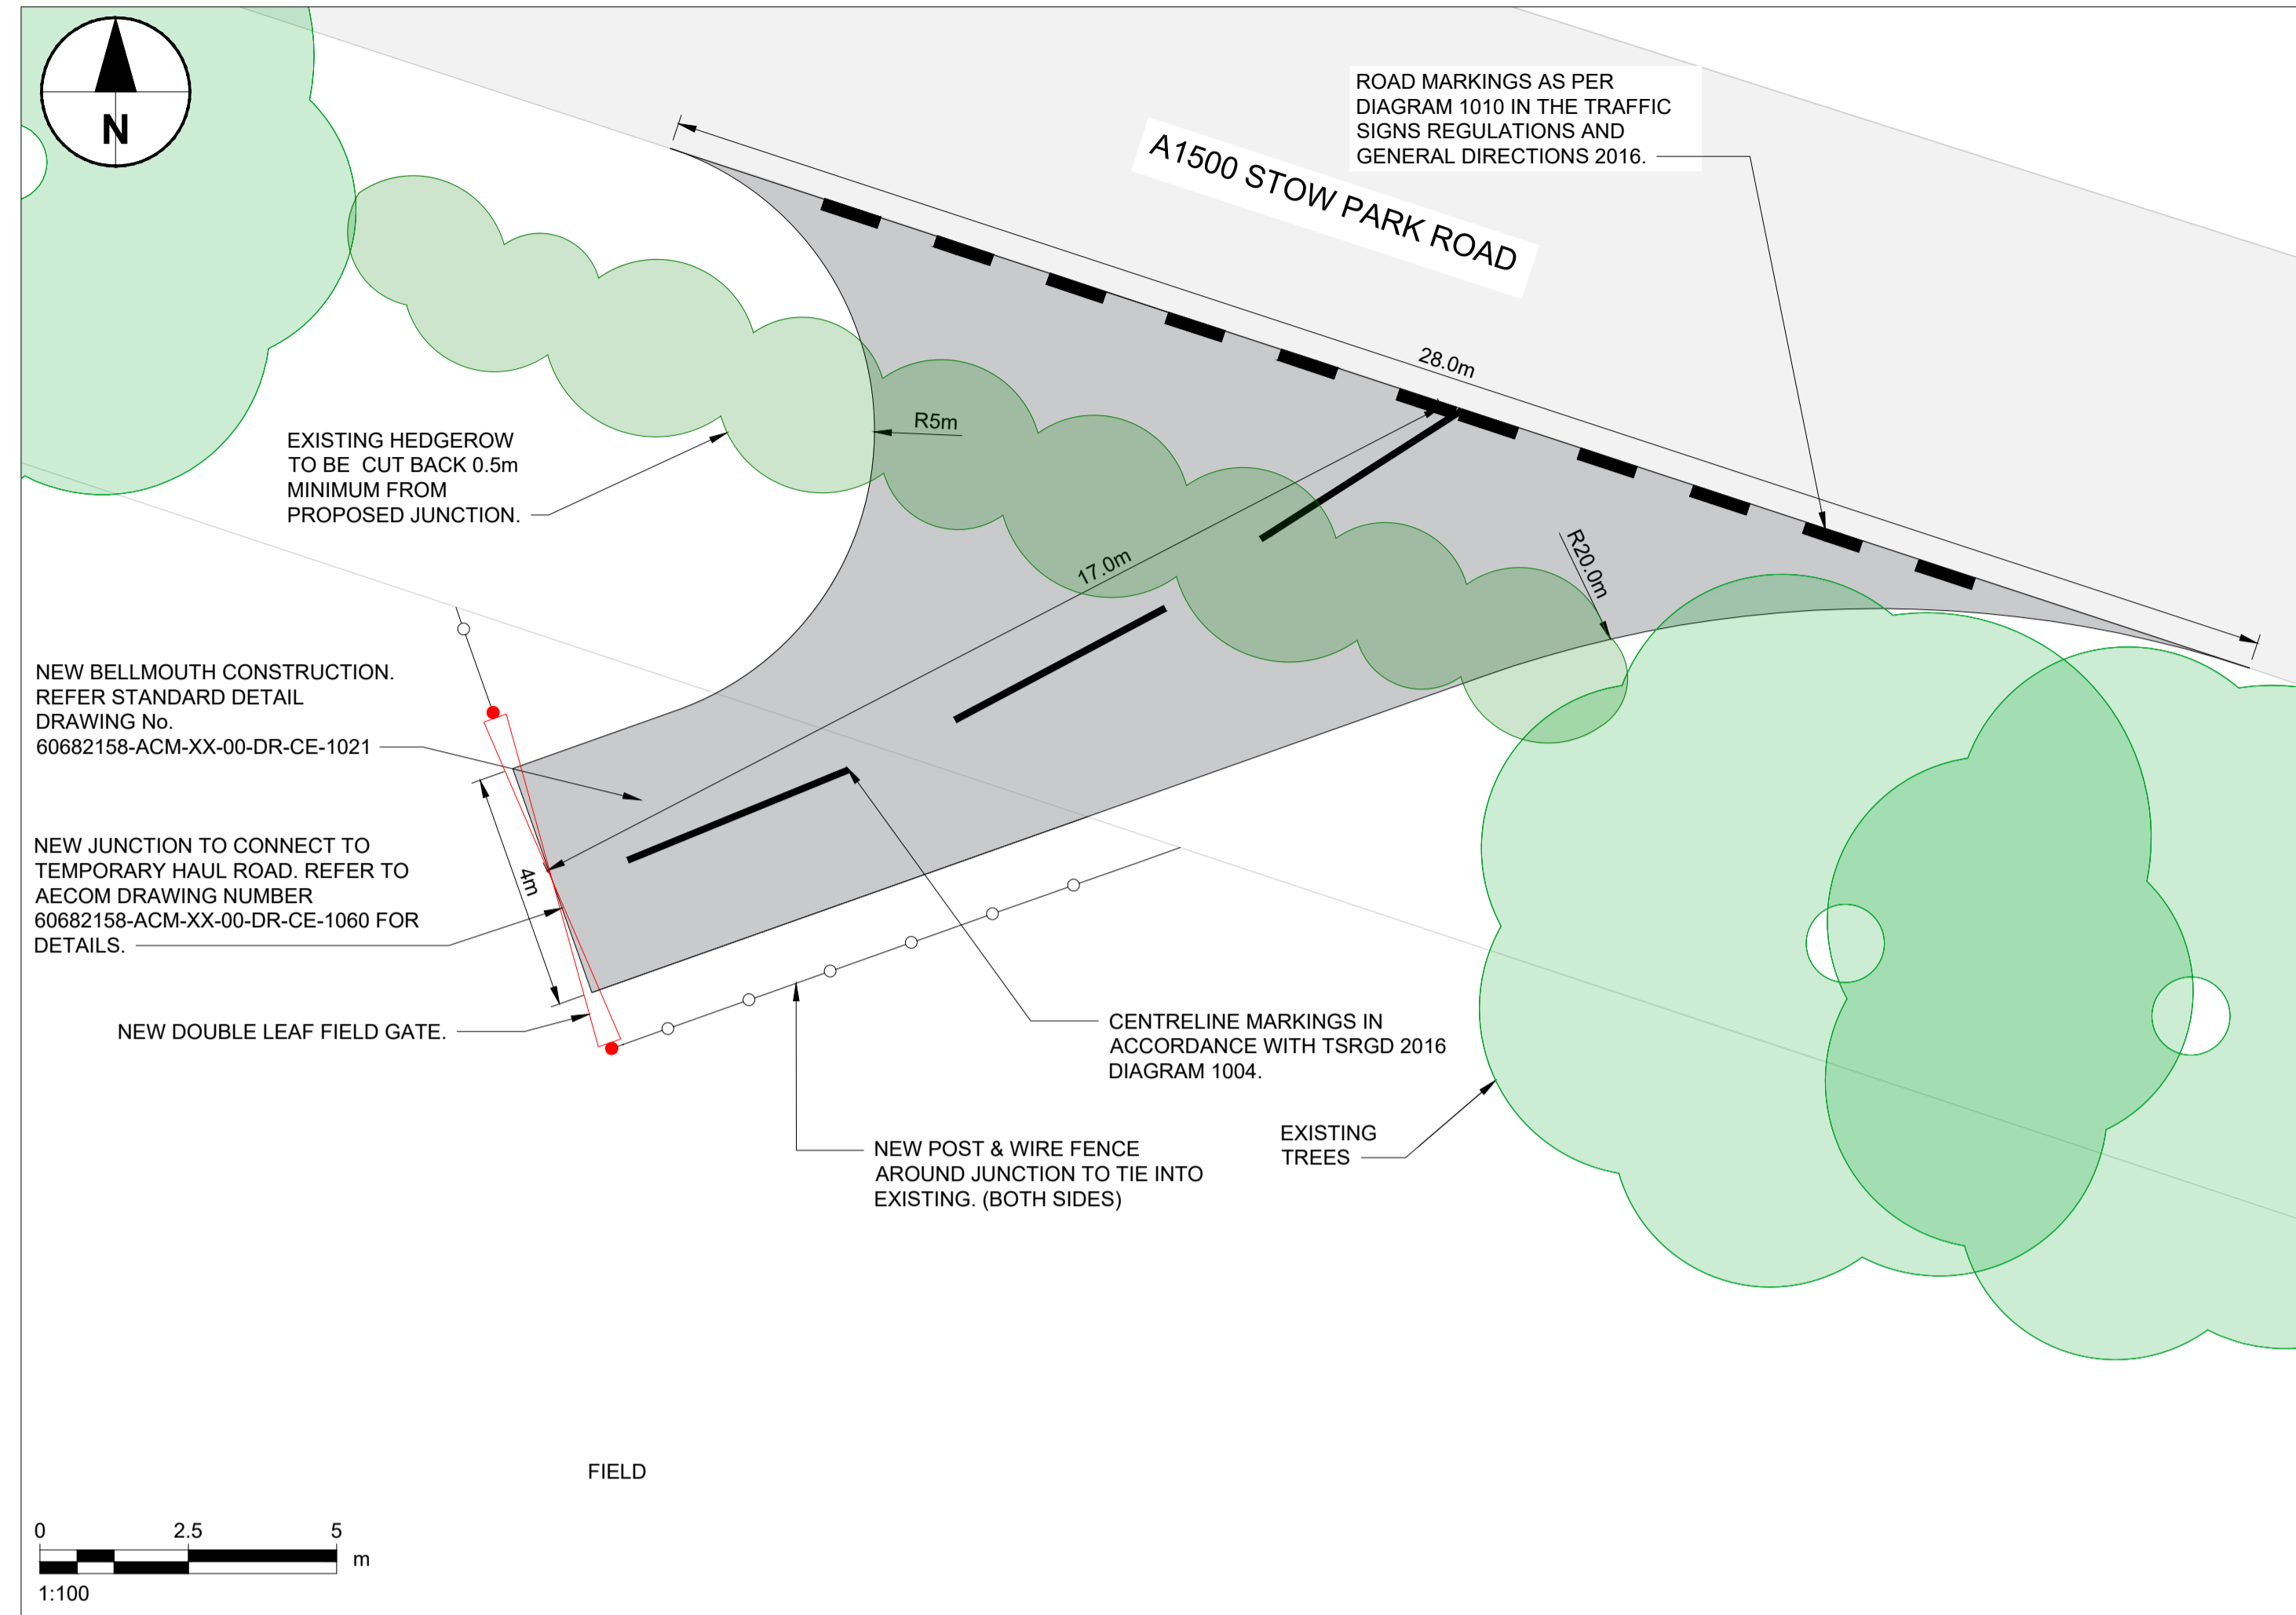 N
ROAD MARKINGS AS PER
DIAGRAM 1010 IN THE TRAFFIC
SIGNS REGULATIONS AND
GENERAL DIRECTIONS 2016.
A1500 STOW PARK ROAD
28.0m
EXISTING HEDGEROW
TO BE CUT BACK 0.5m
MINIMUM FROM
PROPOSED JUNCTION.
R5m
17.0m
R20.0m
NEW BELLMOUTH CONSTRUCTION.
REFER STANDARD DETAIL
DRAWING No.
60682158-ACM-XX-00-DR-CE-1021
NEW JUNCTION TO CONNECT TO
TEMPORARY HAUL ROAD. REFER TO
AECOM DRAWING NUMBER
60682158-ACM-XX-00-DR-CE-1060 FOR
DETAILS.
4m
NEW DOUBLE LEAF FIELD GATE.
CENTRELINE MARKINGS IN
ACCORDANCE WITH TSRGD 2016
DIAGRAM 1004.
NEW POST & WIRE FENCE
AROUND JUNCTION TO TIE INTO
EXISTING. (BOTH SIDES)
EXISTING
TREES
FIELD
0 2.5 5
m
1:100